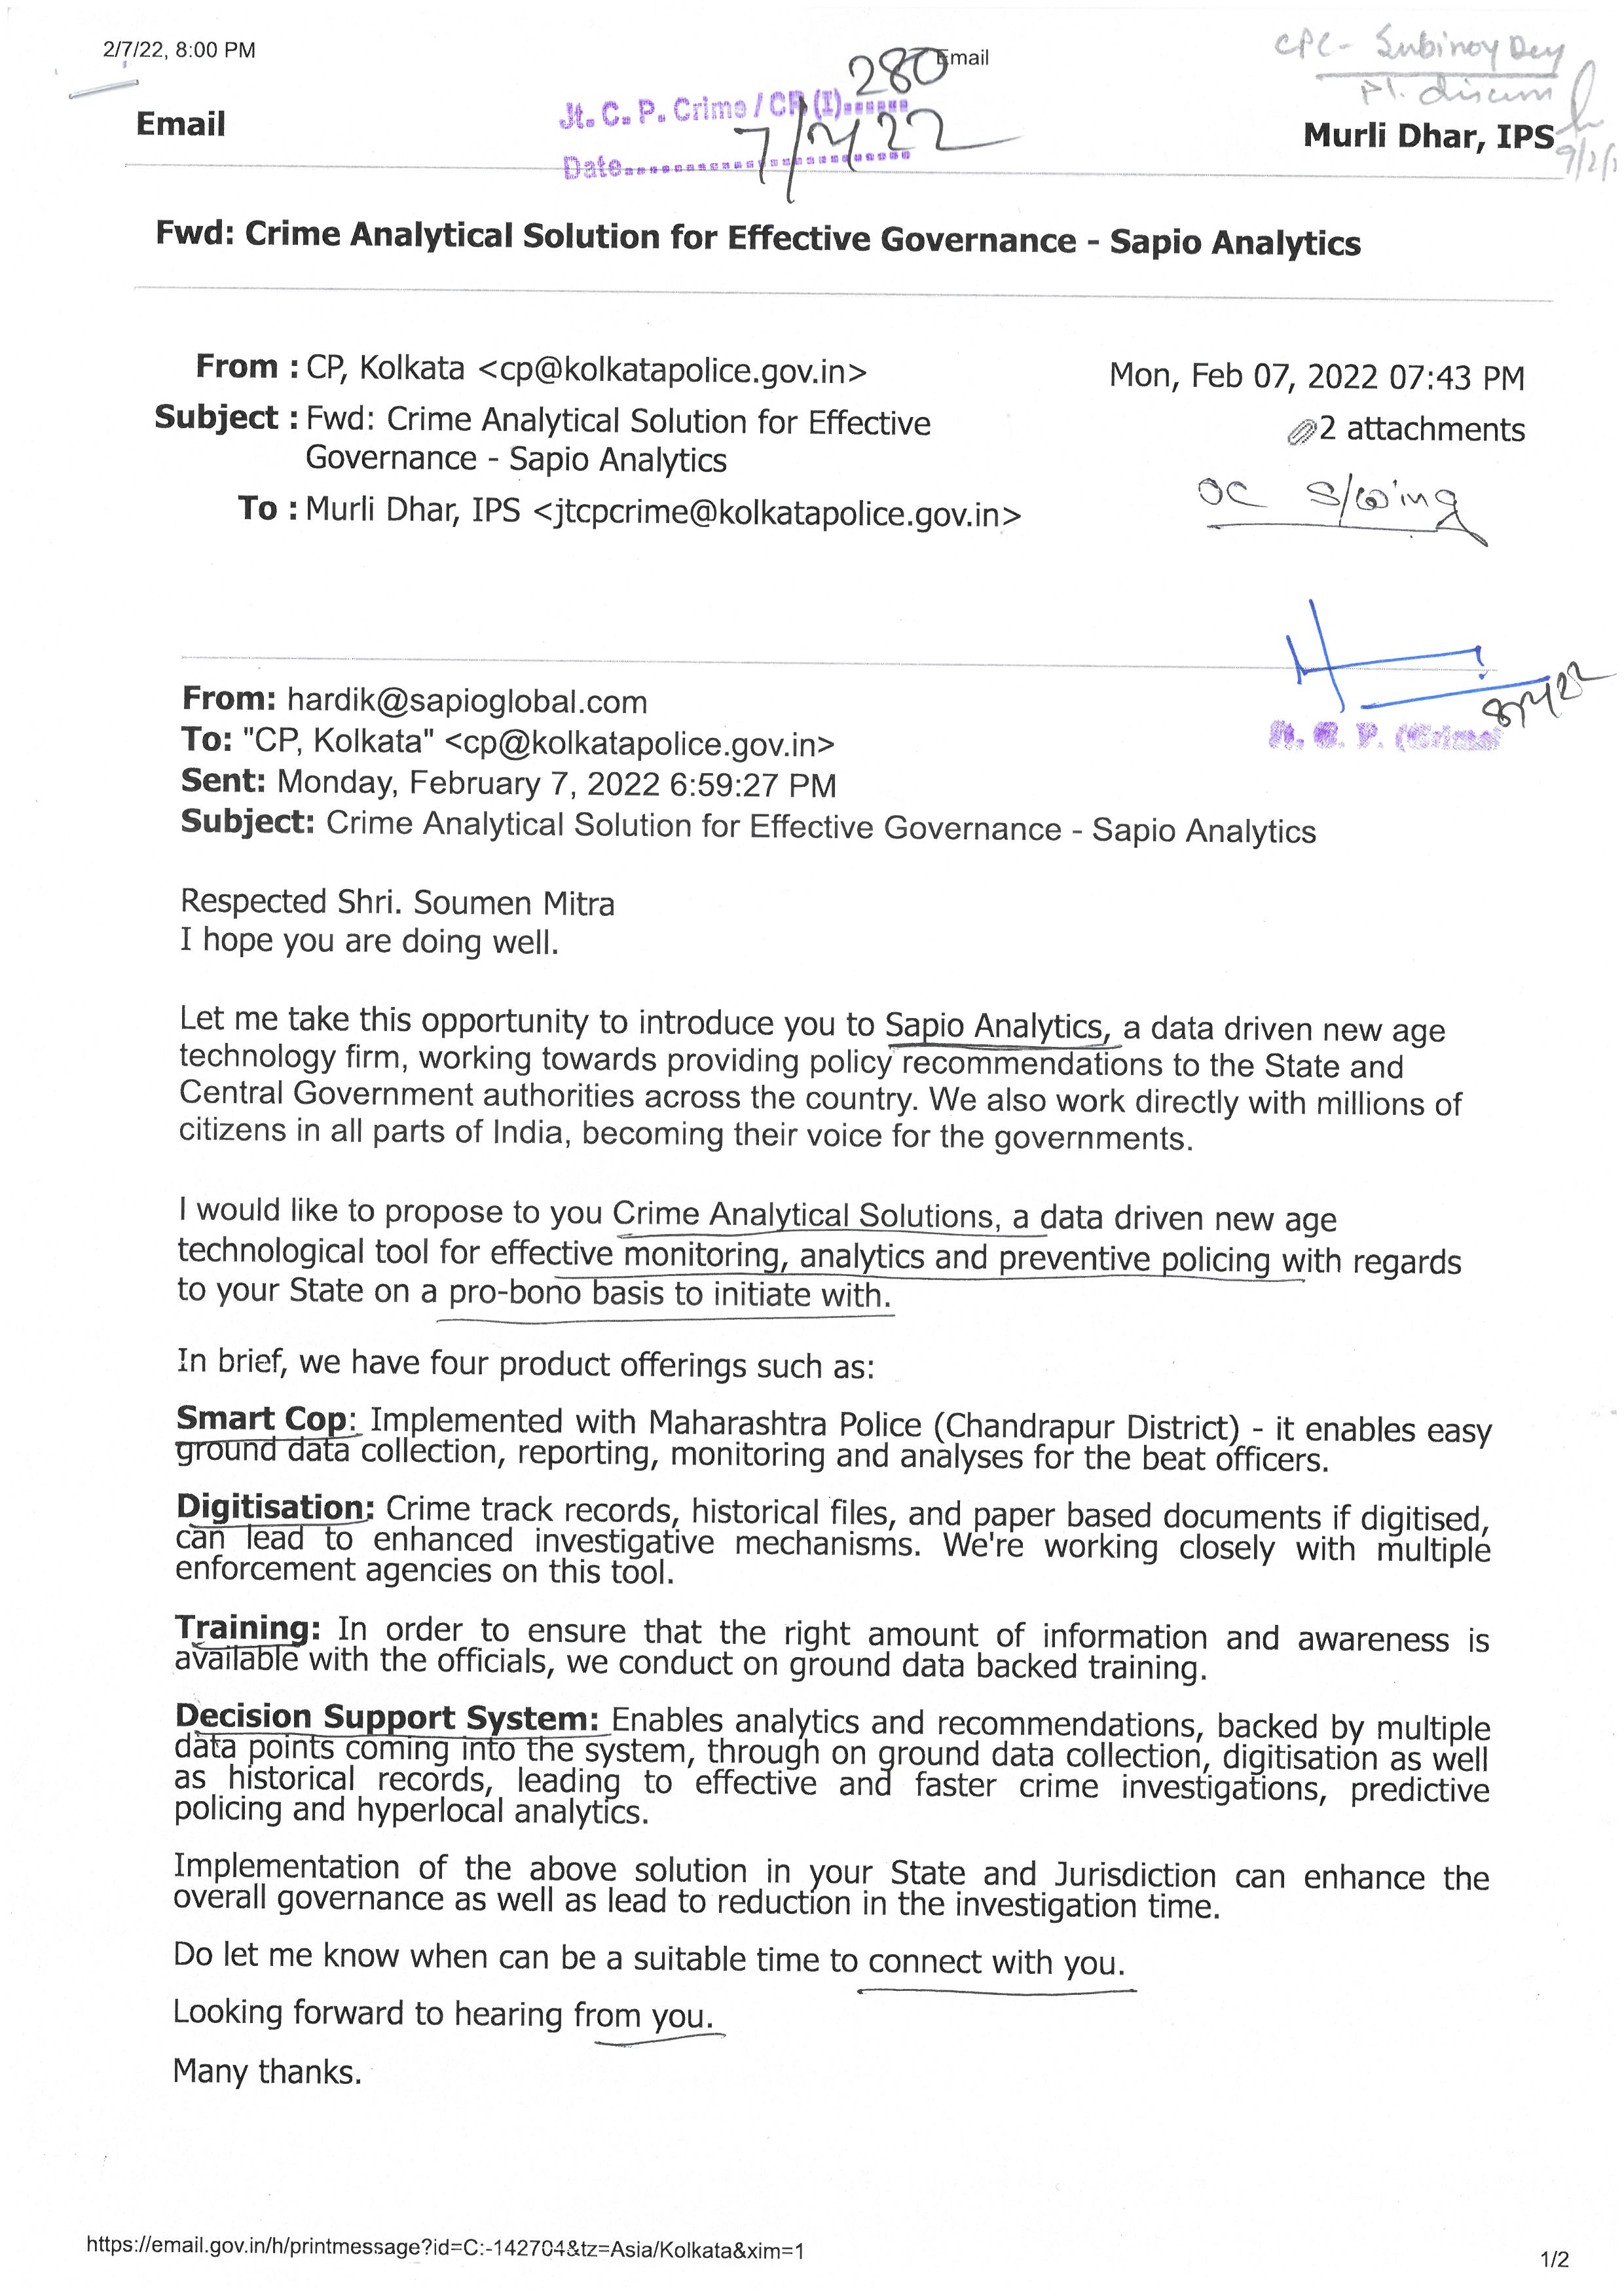 2/7/22, 8:00 PM
Email
CPC - Subinoy Dey
Pl. discuss
280
Jt. C. P. Crime / CR (I)......
Email
Murli Dhar, IPS
7/2/22
Date..........................
9/2/
Fwd: Crime Analytical Solution for Effective Governance - Sapio Analytics
From : CP, Kolkata <cp@kolkatapolice.gov.in>
Mon, Feb 07, 2022 07:43 PM
Subject : Fwd: Crime Analytical Solution for Effective
Governance - Sapio Analytics
2 attachments
To : Murli Dhar, IPS <jtcpcrime@kolkatapolice.gov.in>
OC S/Wing
From: hardik@sapioglobal.com
To: "CP, Kolkata" <cp@kolkatapolice.gov.in>
8/2/22
C. P. (Crime)
Sent: Monday, February 7, 2022 6:59:27 PM
Subject: Crime Analytical Solution for Effective Governance - Sapio Analytics
Respected Shri. Soumen Mitra
I hope you are doing well.
Let me take this opportunity to introduce you to Sapio Analytics, a data driven new age
technology firm, working towards providing policy recommendations to the State and
Central Government authorities across the country. We also work directly with millions of
citizens in all parts of India, becoming their voice for the governments.
I would like to propose to you Crime Analytical Solutions, a data driven new age
technological tool for effective monitoring, analytics and preventive policing with regards
to your State on a pro-bono basis to initiate with.
In brief, we have four product offerings such as:
Smart Cop: Implemented with Maharashtra Police (Chandrapur District) - it enables easy
ground data collection, reporting, monitoring and analyses for the beat officers.
Digitisation: Crime track records, historical files, and paper based documents if digitised,
can lead to enhanced investigative mechanisms. We're working closely with multiple
enforcement agencies on this tool.
Training: In order to ensure that the right amount of information and awareness is
available with the officials, we conduct on ground data backed training.
Decision Support System: Enables analytics and recommendations, backed by multiple
data points coming into the system, through on ground data collection, digitisation as well
as historical records, leading to effective and faster crime investigations, predictive
policing and hyperlocal analytics.
Implementation of the above solution in your State and Jurisdiction can enhance the
overall governance as well as lead to reduction in the investigation time.
Do let me know when can be a suitable time to connect with you.
Looking forward to hearing from you.
Many thanks.
https://email.gov.in/h/printmessage?id=C:-142704&tz=Asia/Kolkata&xim=1
1/2